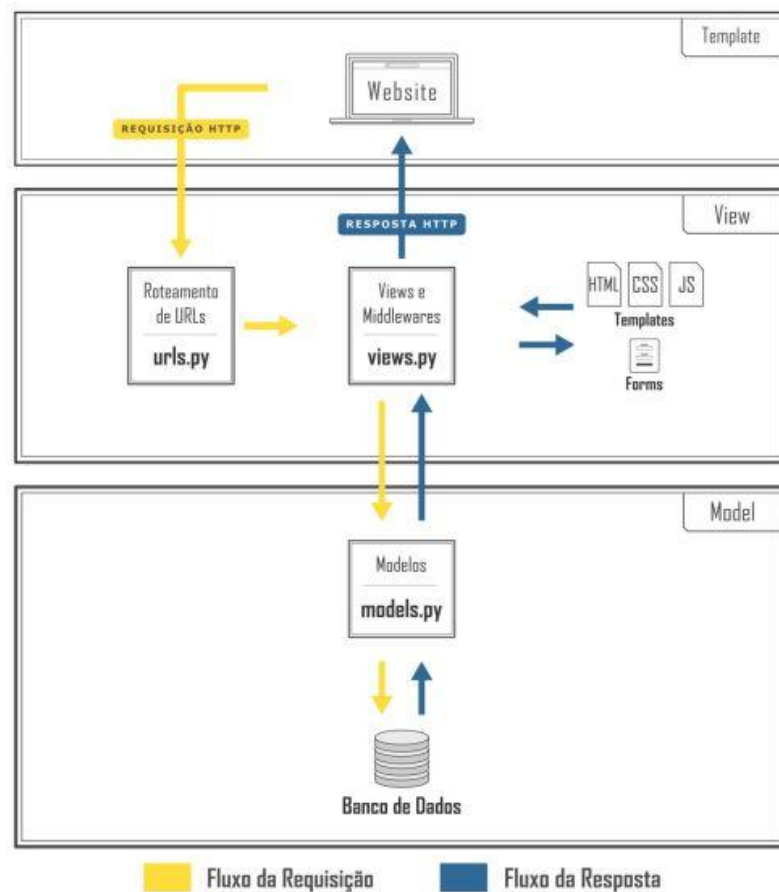 Template
Website
REQUISIÇÃO HTTP
View
RESPOSTA HTTP
Roteamento
de URLs
urls.py
Views e
Middlewares
views.py
HTML
CSS
JS
Templates
Forms
Model
Modelos
models.py
Banco de Dados
Fluxo da Requisição
Fluxo da Resposta